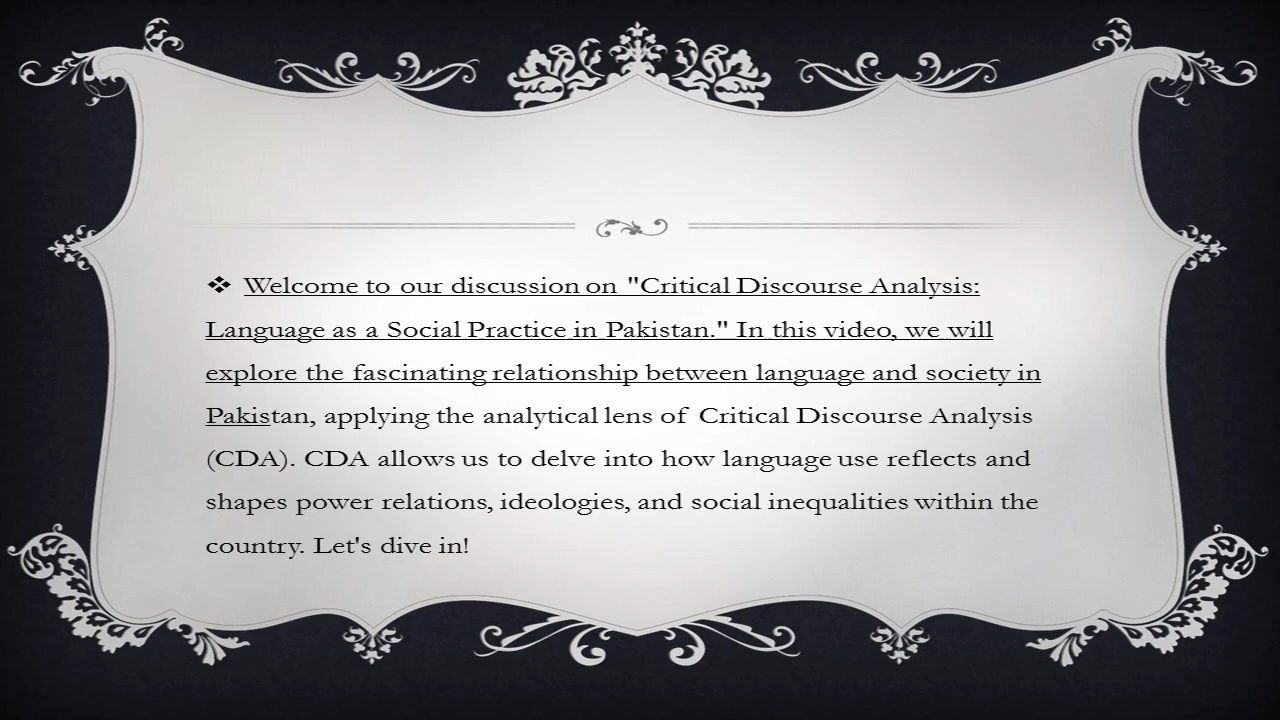 ❖ Welcome to our discussion on "Critical Discourse Analysis:
Language as a Social Practice in Pakistan." In this video, we will
explore the fascinating relationship between language and society in
Pakistan, applying the analytical lens of Critical Discourse Analysis
(CDA). CDA allows us to delve into how language use reflects and
shapes power relations, ideologies, and social inequalities within the
country. Let's dive in!